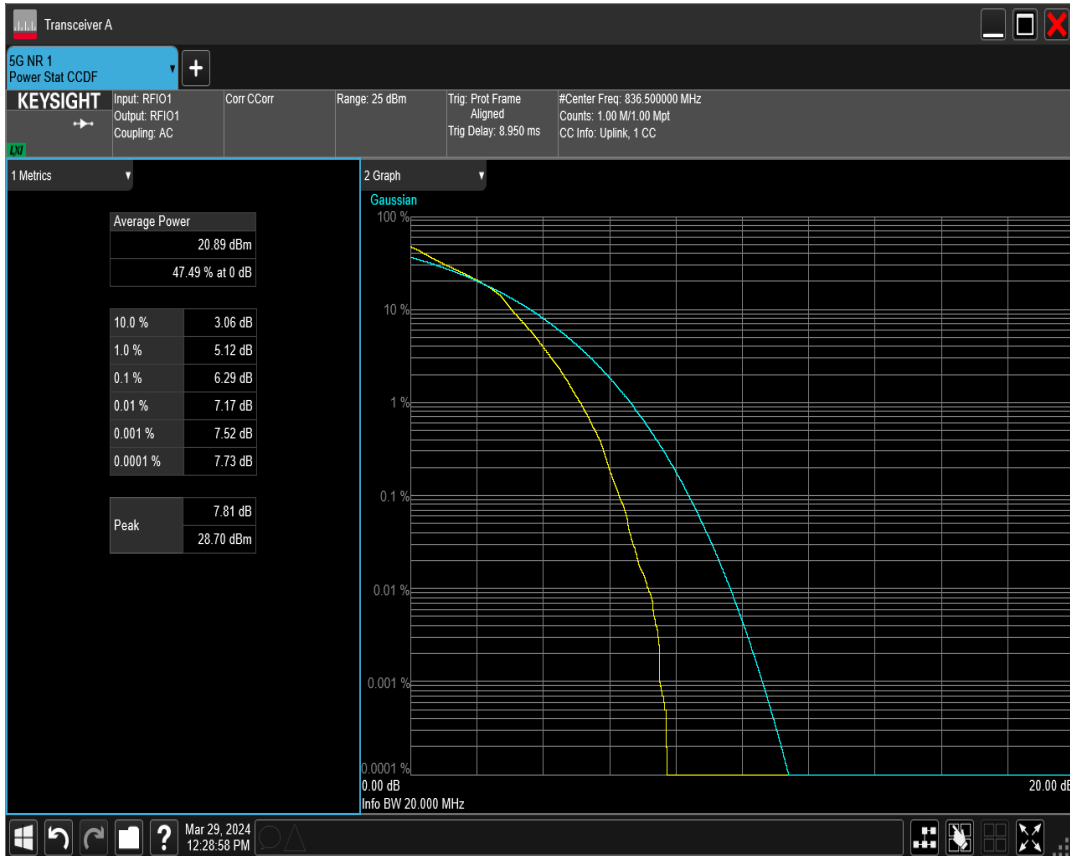 Transceiver A
5G NR 1
Power Stat CCDF
KEYSIGHT
LXI
Input: RFIO1
Output: RFIO1
Coupling: AC
Corr CCorr
Range: 25 dBm
Trig: Prot Frame
Aligned
Trig Delay: 8.950 ms
#Center Freq: 836.500000 MHz
Counts: 1.00 M/1.00 Mpt
CC Info: Uplink, 1 CC
1 Metrics
Average Power
20.89 dBm
47.49 % at 0 dB
10.0 % 3.06 dB
1.0 % 5.12 dB
0.1 % 6.29 dB
0.01 % 7.17 dB
0.001 % 7.52 dB
0.0001 % 7.73 dB
Peak
7.81 dB
28.70 dBm
2 Graph
Gaussian
100 %
10 %
1 %
0.1 %
0.01 %
0.001 %
0.0001 %
0.00 dB 20.00 dB
Info BW 20.000 MHz
?
Mar 29, 2024
12:28:58 PM